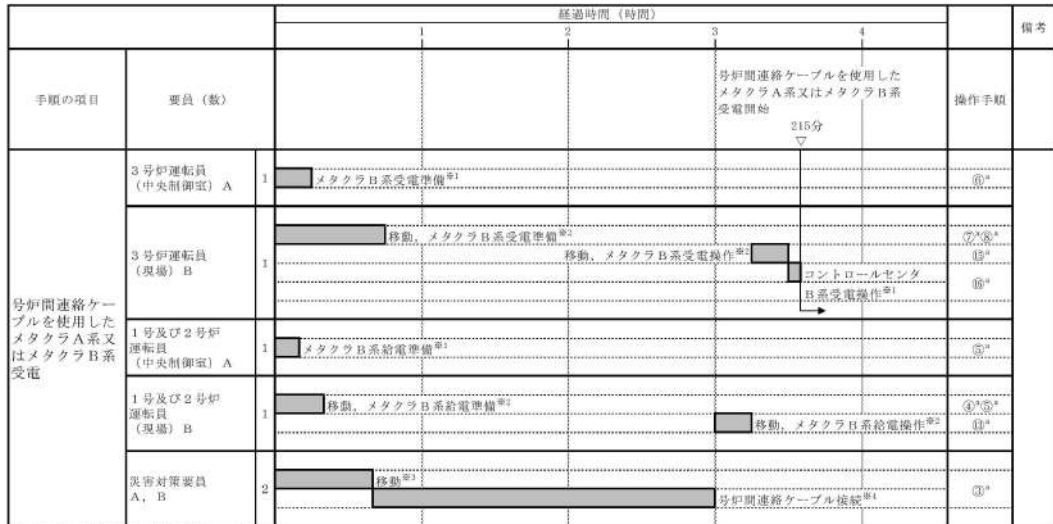 経過時間（時間）
備考
1 2 3 4
手順の項目
要員（数）
号炉間連絡ケーブルを使用した
メタクラA系又はメタクラB系
受電開始
215分
▽
操作手順
号炉間連絡ケー
ブルを使用した
メタクラA系又
はメタクラB系
受電
3号炉運転員
（中央制御室）A
1
メタクラB系受電準備※1
⑥a
3号炉運転員
（現場）B
1
移動，メタクラB系受電準備※2
⑦a⑧a
移動，メタクラB系受電操作※2
⑮a
コントロールセンタ
B系受電操作※1
⑯a
1号及び2号炉
運転員
（中央制御室）A
1
メタクラB系給電準備※1
⑤a
1号及び2号炉
運転員
（現場）B
1
移動，メタクラB系給電準備※2
④a⑤a
移動，メタクラB系給電操作※2
災害対策要員
A，B
2
移動※3
号炉間連絡ケーブル接続※4
③a